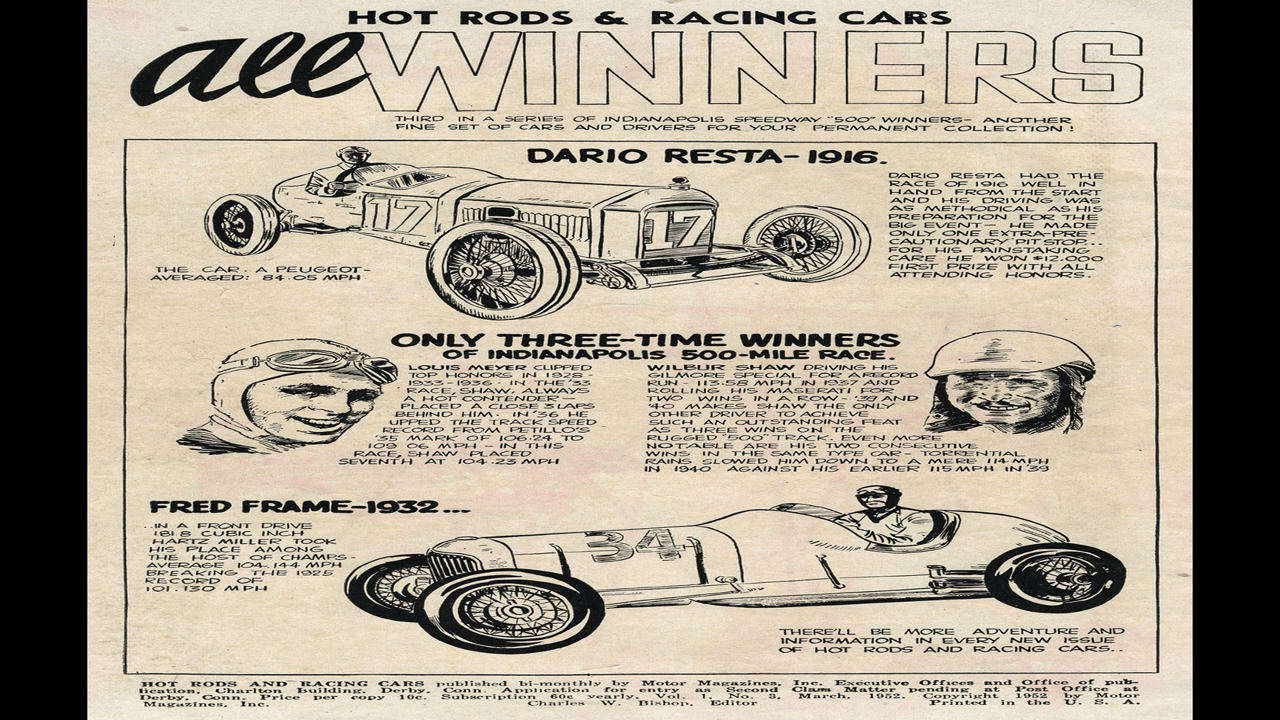 HOT RODS & RACING CARS
all WINNERS
THIRD IN A SERIES OF INDIANAPOLIS SPEEDWAY "500" WINNERS- ANOTHER
FINE SET OF CARS AND DRIVERS FOR YOUR PERMANENT COLLECTION!
DARIO RESTA-1916.
DARIO RESTA HAD THE
RACE OF 1916 WELL IN
HAND FROM THE START
AND HIS DRIVING WAS
AS METHODICAL AS HIS
PREPARATION FOR THE
BIG EVENT- HE MADE
ONLY ONE EXTRA-PRE-
CAUTIONARY PIT STOP...
FOR HIS PAINSTAKING
CARE HE WON $12.000
FIRST PRIZE WITH ALL
ATTENDING HONORS.
17
17
THE CAR: A PEUGEOT-
AVERAGED: 84.05 MPH
ONLY THREE-TIME WINNERS
OF INDIANAPOLIS 500-MILE RACE.
LOUIS MEYER CLIPPED
TOP HONORS IN 1928-
1933-1936 - IN THE '33
RACE, SHAW, ALWAYS
A HOT CONTENDER-
PLACED A CLOSE 3 LAPS
BEHIND HIM. IN '36 HE
UPPED THE TRACK SPEED
RECORD FROM PETILLO'S
'35 MARK OF 106.24 TO
109.06 MPH - IN THIS
RACE, SHAW PLACED
SEVENTH AT 104.23 MPH
WILBUR SHAW DRIVING HIS
GILMORE SPECIAL FOR A RECORD
RUN - 113.58 MPH IN 1937 AND
ROLLING HIS MASERATI FOR
TWO WINS IN A ROW-'39 AND
'40 MAKES SHAW THE ONLY
OTHER DRIVER TO ACHIEVE
SUCH AN OUTSTANDING FEAT
AS THREE WINS ON THE
RUGGED "500" TRACK. EVEN MORE
NOTABLE ARE HIS TWO CONSECUTIVE
WINS IN THE SAME TYPE CAR- TORRENTIAL
RAINS SLOWED HIM DOWN TO A MERE 114 MPH
IN 1940 AGAINST HIS EARLIER 115 MPH IN '39
FRED FRAME-1932...
..IN A FRONT DRIVE
181.8 CUBIC INCH
HARTZ MILLER TOOK
HIS PLACE AMONG
THE HOST OF CHAMPS-
AVERAGE 104.144 MPH
BREAKING THE 1925
RECORD OF
101.130 MPH
34
THERE'LL BE MORE ADVENTURE AND
INFORMATION IN EVERY NEW ISSUE
OF HOT RODS AND RACING CARS..
HOT RODS AND RACING CARS published bi-monthly by Motor Magazines, Inc. Executive Offices and Office of pub-
lication, Charlton Building, Derby, Conn. Application for entry as Second Class Matter pending at Post Office at
Derby, Conn. Price per copy 10c. Subscription 60c yearly. Vol. 1, No. 3, March, 1952. Copyright 1952 by Motor
Magazines, Inc. Charles W. Bishop, Editor Printed in the U. S. A.